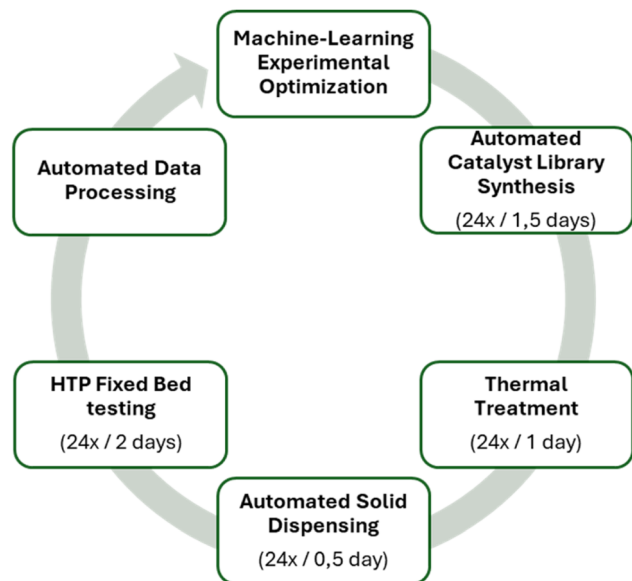 Machine-Learning
Experimental
Optimization
Automated
Catalyst Library
Synthesis
(24x / 1,5 days)
Thermal
Treatment
(24x / 1 day)
Automated Solid
Dispensing
(24x / 0,5 day)
HTP Fixed Bed
testing
(24x / 2 days)
Automated Data
Processing